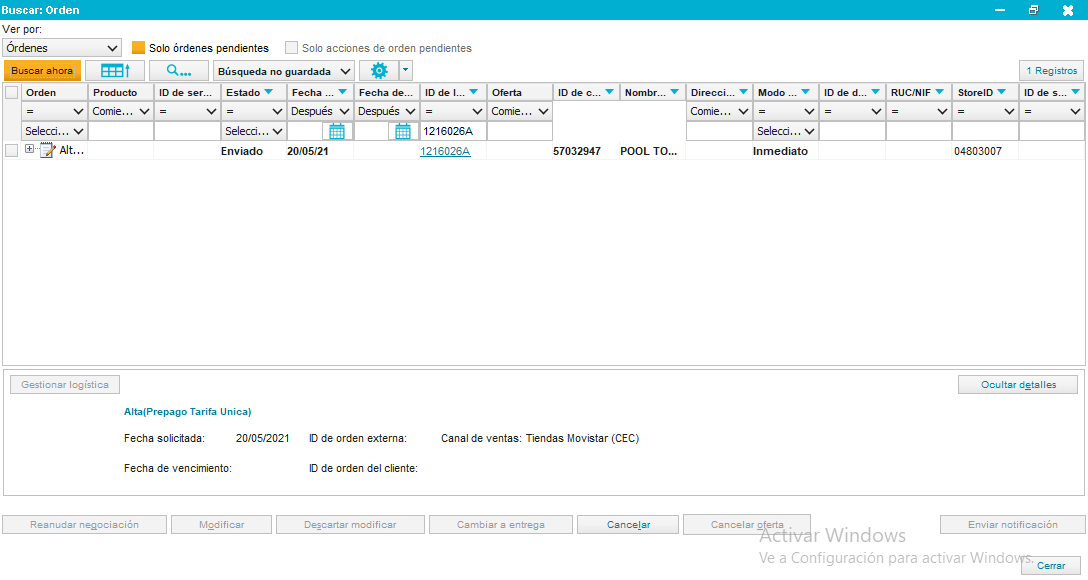 Buscar: Orden
Ver por:
Órdenes Solo órdenes pendientes Solo acciones de orden pendientes
Buscar ahora Búsqueda no guardada 1 Registros
Orden Producto ID de ser... Estado Fecha ... Fecha de... ID de l... Oferta ID de c... Nombr... Direcci... Modo ... ID de d... RUC/NIF StoreID ID de s...
= Comie... = = Después Después = Comie... Comie... = = = = =
Selecci... Selecci... 1216026A Selecci...
Alt... Enviado 20/05/21 1216026A 57032947 POOL TO... Inmediato 04803007
Gestionar logística Ocultar detalles
Alta(Prepago Tarifa Unica)
Fecha solicitada: 20/05/2021 ID de orden externa: Canal de ventas: Tiendas Movistar (CEC)
Fecha de vencimiento: ID de orden del cliente:
Reanudar negociación Modificar Descartar modificar Cambiar a entrega Cancelar Cancelar oferta Enviar notificación
Activar Windows
Ve a Configuración para activar Windows.
Cerrar